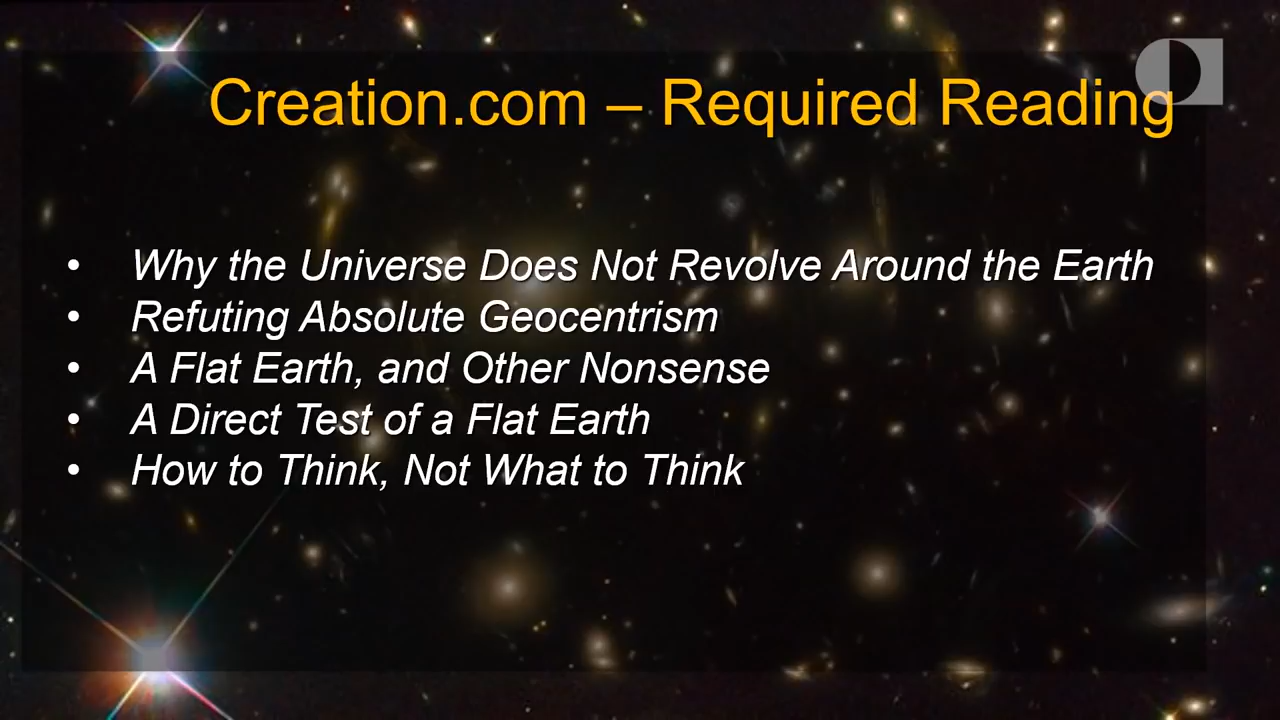 Creation.com – Required Reading
• Why the Universe Does Not Revolve Around the Earth
• Refuting Absolute Geocentrism
• A Flat Earth, and Other Nonsense
• A Direct Test of a Flat Earth
• How to Think, Not What to Think